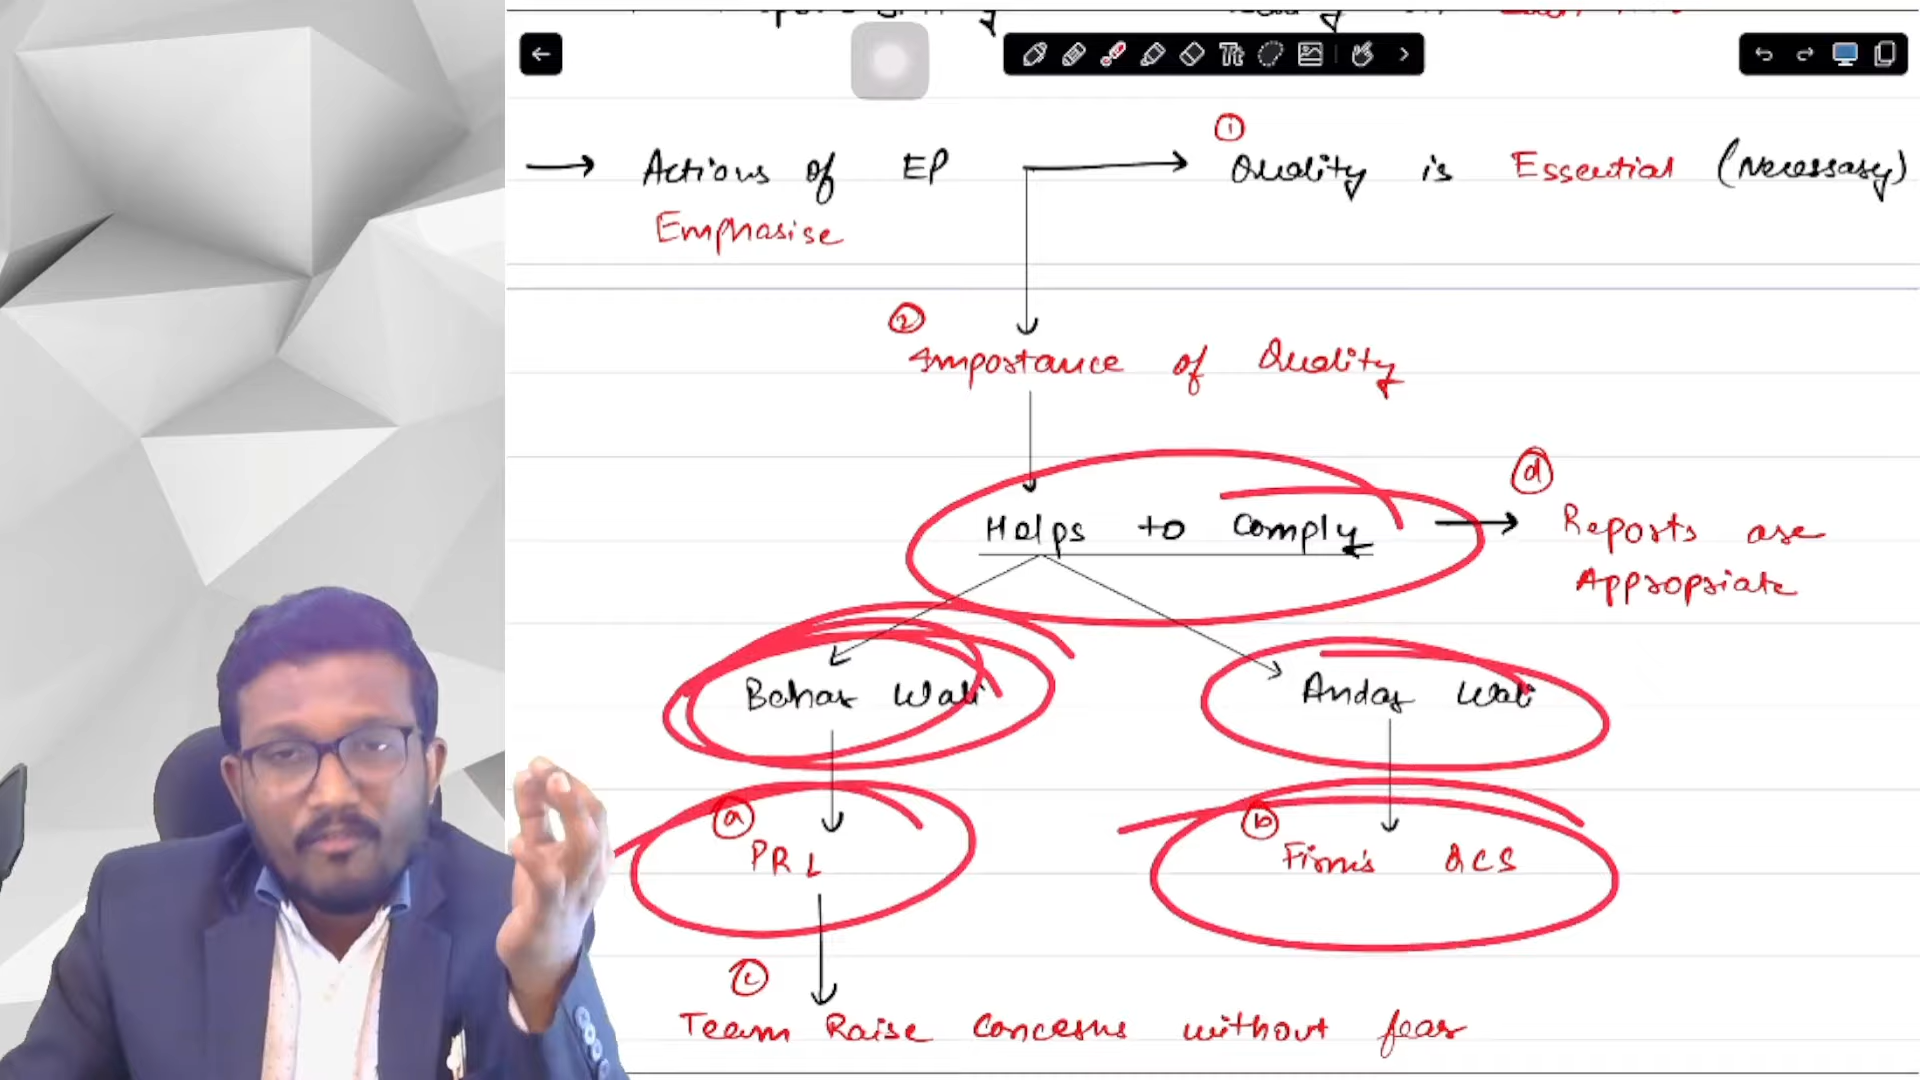 ①
Actions of EP → Quality is Essential (Necessary)
Emphasise
②
Importance of Quality
ⓓ
Helps to Comply → Reports are
Appropriate
Bahar Wali Andar Wali
ⓐ ⓑ
PRL Firm's QCS
ⓒ
Team Raise Concerns without fear